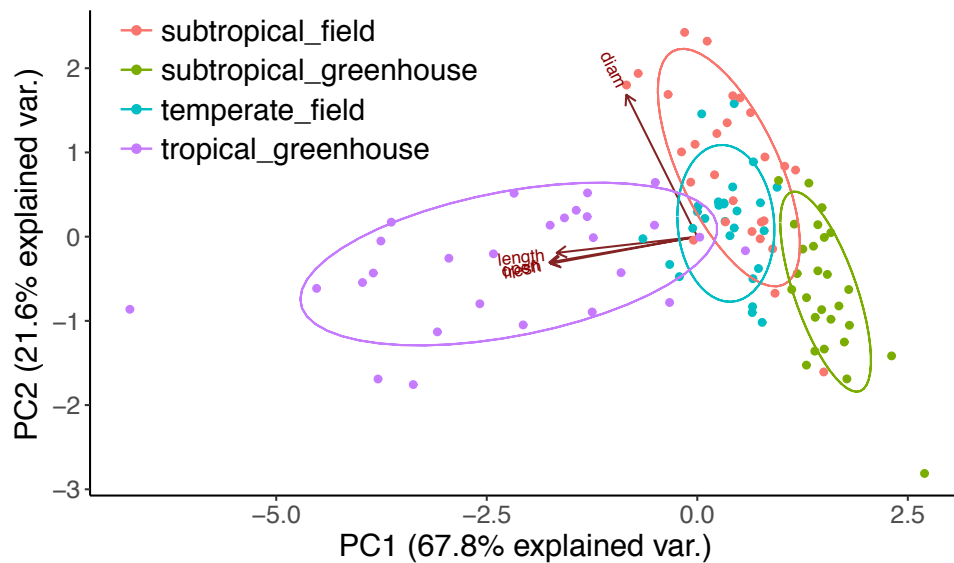 subtropical_field
subtropical_greenhouse
temperate_field
tropical_greenhouse
diam
length
2
1
0
−1
−2
−3
PC2 (21.6% explained var.)
−5.0
−2.5
0.0
2.5
PC1 (67.8% explained var.)